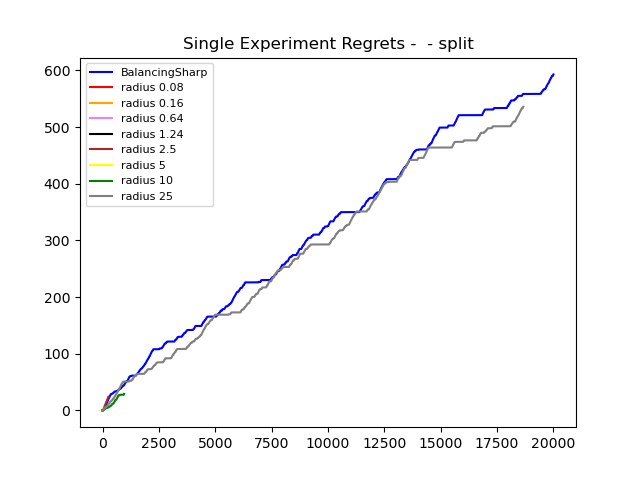 Single Experiment Regrets -  - split
600
500
400
300
200
100
0
BalancingSharp
radius 0.08
radius 0.16
radius 0.64
radius 1.24
radius 2.5
radius 5
radius 10
radius 25
0 2500 5000 7500 10000 12500 15000 17500 20000